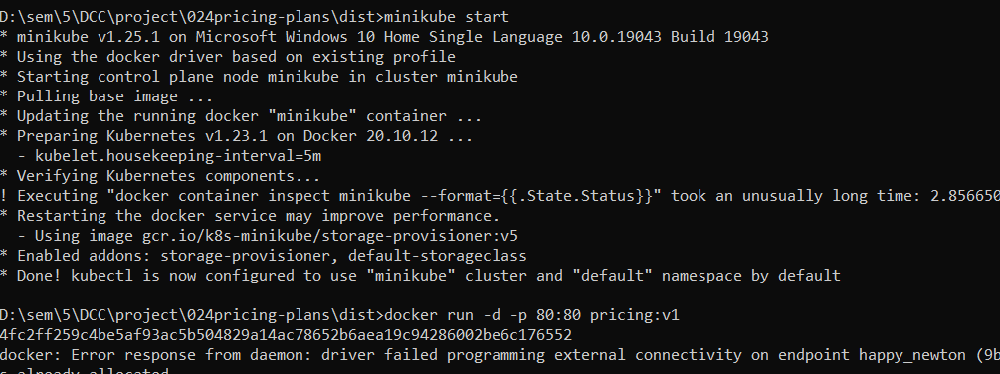 D:\sem\5\DCC\project\024pricing-plans\dist>minikube start
* minikube v1.25.1 on Microsoft Windows 10 Home Single Language 10.0.19043 Build 19043
* Using the docker driver based on existing profile
* Starting control plane node minikube in cluster minikube
* Pulling base image ...
* Updating the running docker "minikube" container ...
* Preparing Kubernetes v1.23.1 on Docker 20.10.12 ...
  - kubelet.housekeeping-interval=5m
* Verifying Kubernetes components...
! Executing "docker container inspect minikube --format={{.State.Status}}" took an unusually long time: 2.856650
* Restarting the docker service may improve performance.
  - Using image gcr.io/k8s-minikube/storage-provisioner:v5
* Enabled addons: storage-provisioner, default-storageclass
* Done! kubectl is now configured to use "minikube" cluster and "default" namespace by default
D:\sem\5\DCC\project\024pricing-plans\dist>docker run -d -p 80:80 pricing:v1
4fc2ff259c4be5af93ac5b504829a14ac78652b6aea19c94286002be6c176552
docker: Error response from daemon: driver failed programming external connectivity on endpoint happy_newton (9b
s already allocated